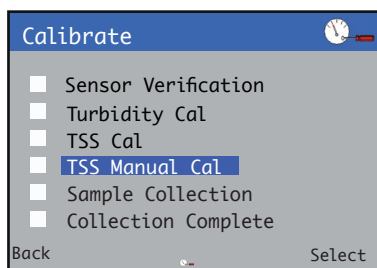 Calibrate
Sensor Verification
Turbidity Cal
TSS Cal
TSS Manual Cal
Sample Collection
Collection Complete
Back Select